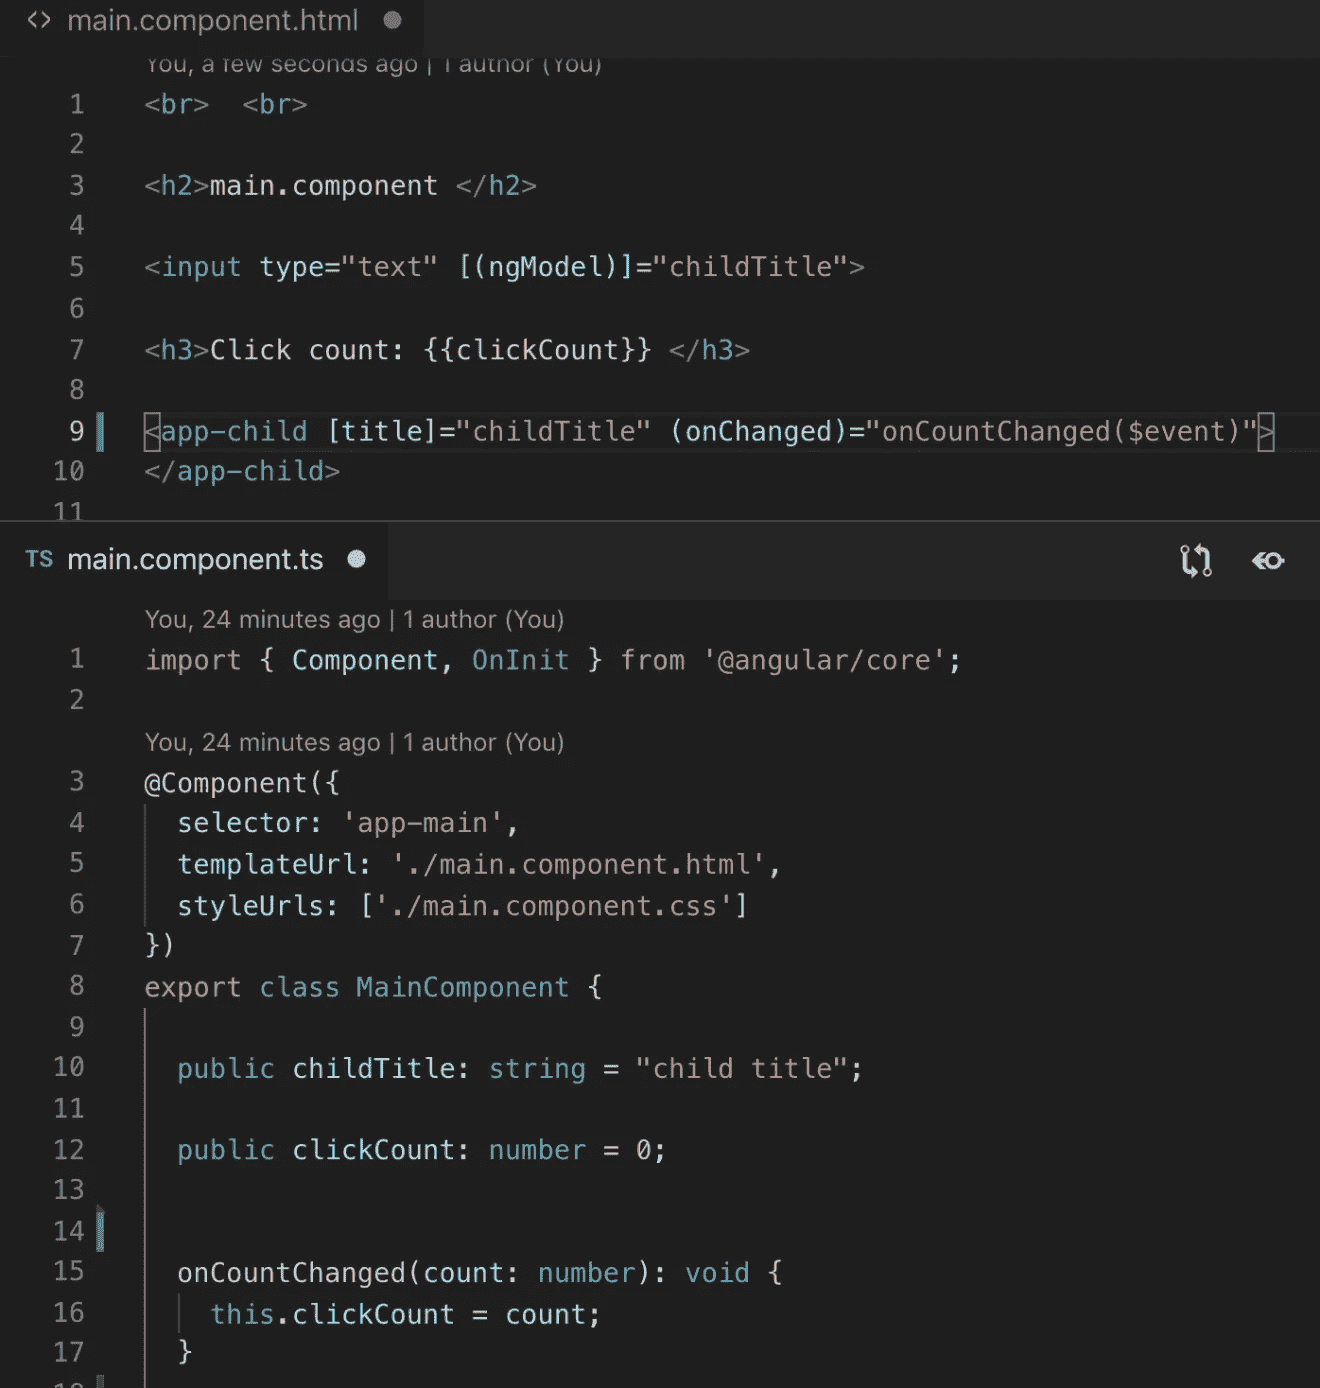 <> main.component.html
You, a few seconds ago | 1 author (You)
1 <br>  <br>
2
3 <h2>main.component </h2>
4
5 <input type="text" [(ngModel)]="childTitle">
6
7 <h3>Click count: {{clickCount}} </h3>
8
9 <app-child [title]="childTitle" (onChanged)="onCountChanged($event)">
10 </app-child>
11
TS main.component.ts
You, 24 minutes ago | 1 author (You)
1 import { Component, OnInit } from '@angular/core';
2
You, 24 minutes ago | 1 author (You)
3 @Component({
4   selector: 'app-main',
5   templateUrl: './main.component.html',
6   styleUrls: ['./main.component.css']
7 })
8 export class MainComponent {
9
10   public childTitle: string = "child title";
11
12   public clickCount: number = 0;
13
14
15   onCountChanged(count: number): void {
16     this.clickCount = count;
17   }